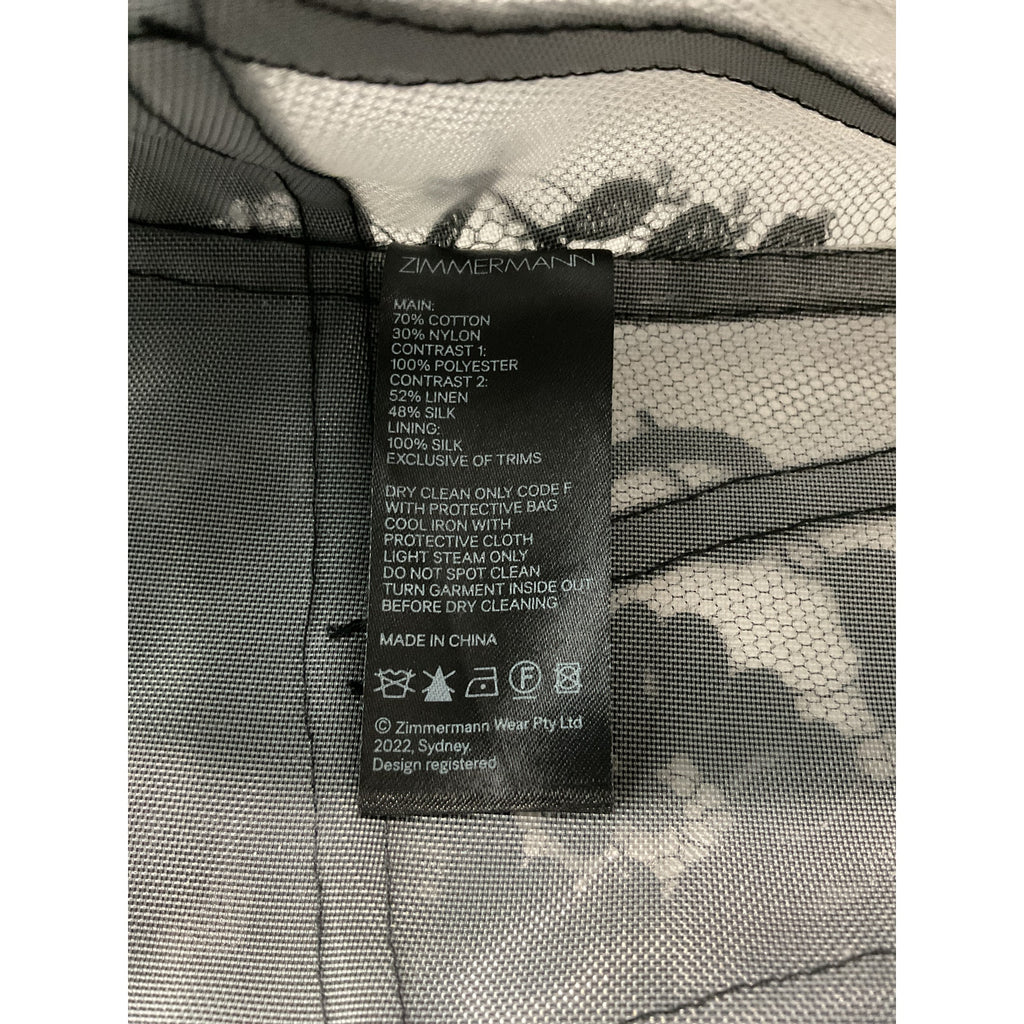 ZIMMERMANN
MAIN:
70% COTTON
30% NYLON
CONTRAST 1:
100% POLYESTER
CONTRAST 2:
52% LINEN
48% SILK
LINING:
100% SILK
EXCLUSIVE OF TRIMS
DRY CLEAN ONLY CODE F
WITH PROTECTIVE BAG
COOL IRON WITH
PROTECTIVE CLOTH
LIGHT STEAM ONLY
DO NOT SPOT CLEAN
TURN GARMENT INSIDE OUT
BEFORE DRY CLEANING
MADE IN CHINA
F
© Zimmermann Wear Pty Ltd
2022, Sydney.
Design registered